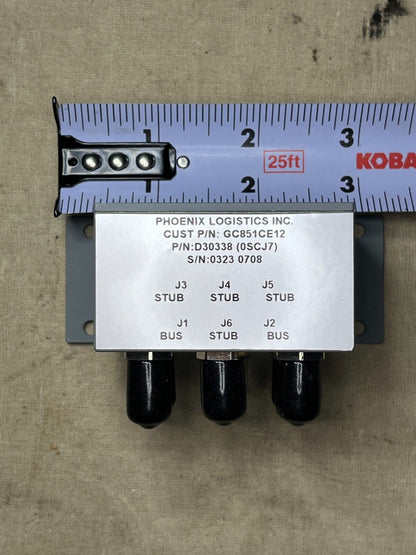 1 2 3
25ft KOBA
1 2 3
PHOENIX LOGISTICS INC.
CUST P/N: GC851CE12
P/N:D30338 (0SCJ7)
S/N:0323 0708
J3 J4 J5
STUB STUB STUB
J1 J6 J2
BUS STUB BUS